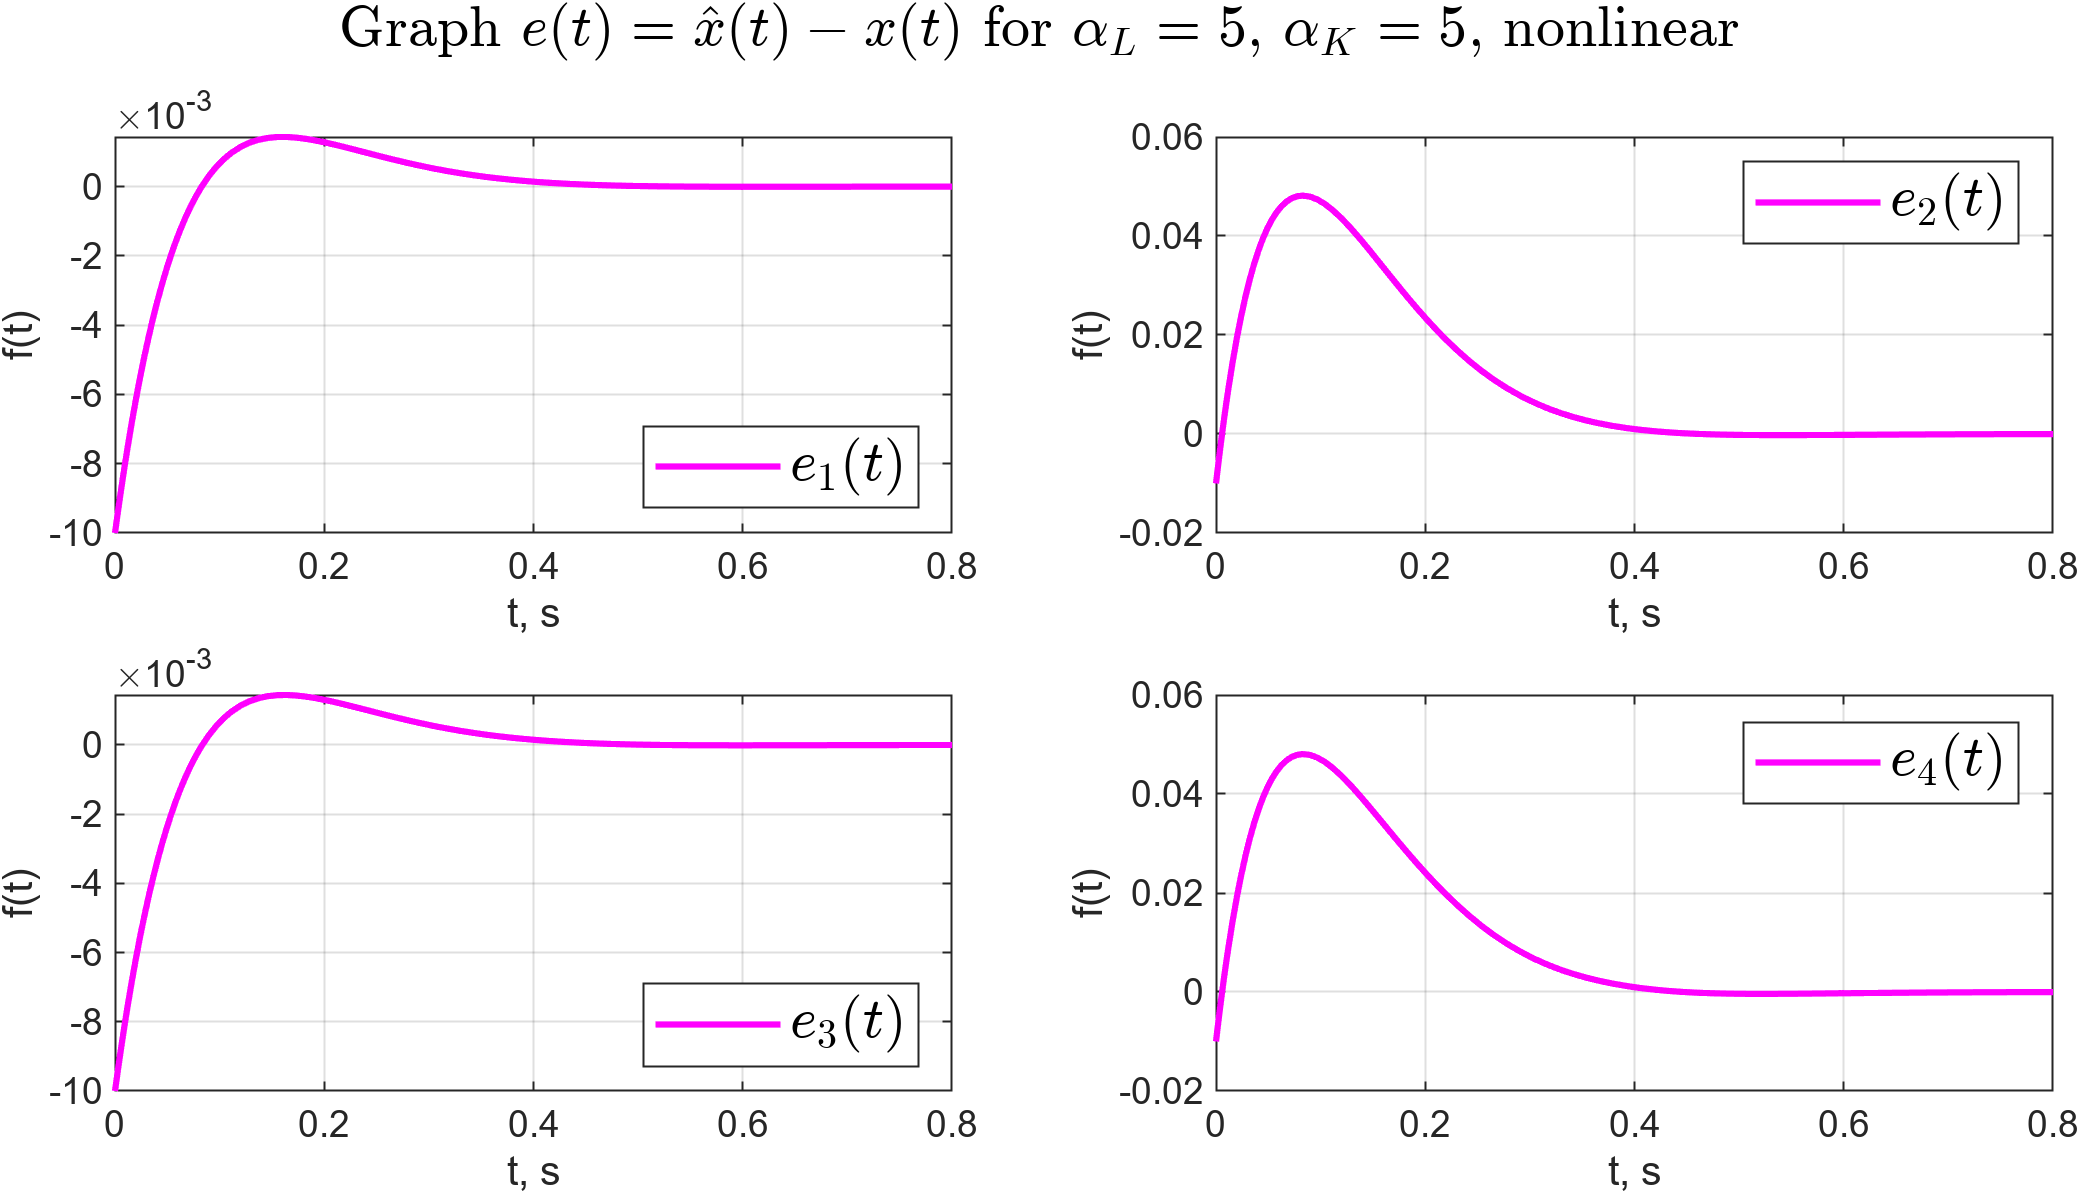 Graph e(t) = x̂(t) − x(t) for α_L = 5, α_K = 5, nonlinear
×10⁻³
0
-2
-4
-6
-8
-10
f(t)
e₁(t)
0 0.2 0.4 0.6 0.8
t, s
0.06
0.04
0.02
0
-0.02
f(t)
e₂(t)
0 0.2 0.4 0.6 0.8
t, s
×10⁻³
0
-2
-4
-6
-8
-10
f(t)
e₃(t)
0 0.2 0.4 0.6 0.8
t, s
0.06
0.04
0.02
0
-0.02
f(t)
e₄(t)
0 0.2 0.4 0.6 0.8
t, s